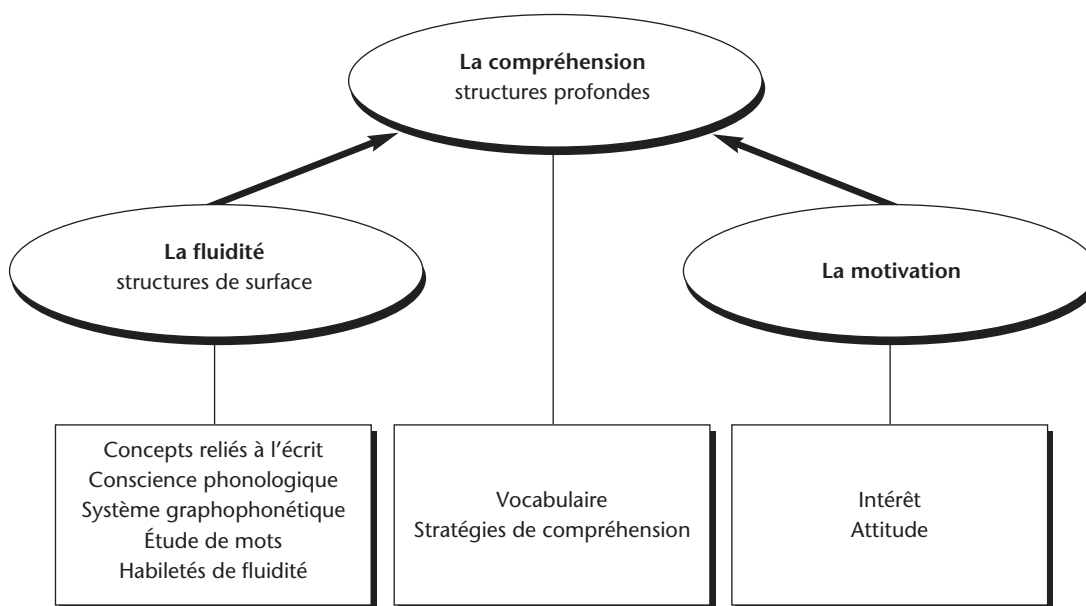 La compréhension
structures profondes
La fluidité
structures de surface
La motivation
Concepts reliés à l’écrit
Conscience phonologique
Système graphophonétique
Étude de mots
Habiletés de fluidité
Vocabulaire
Stratégies de compréhension
Intérêt
Attitude